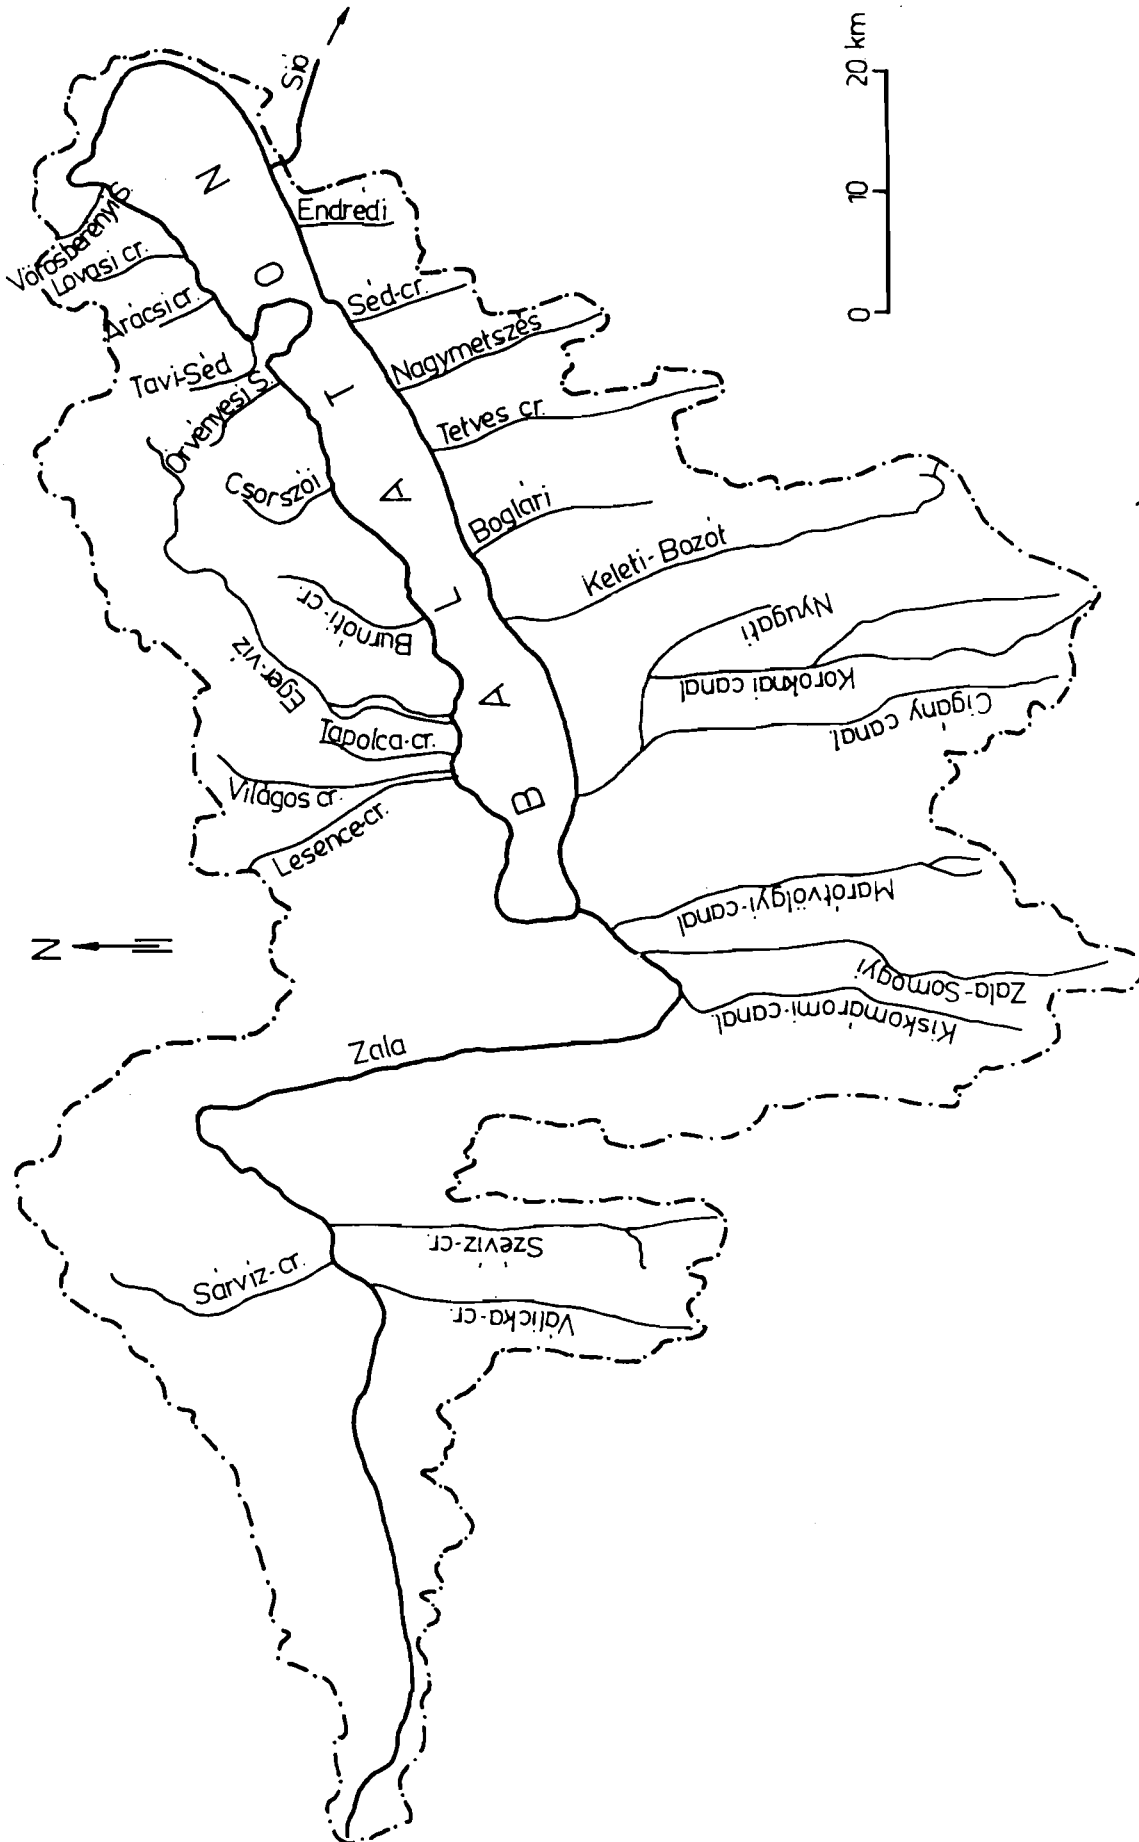 Sió
20 km
10
0
N
BALATON
Vörösberényi S.
Lovasi cr.
Arácsi cr.
Tavi-Séd
Örvényesi S.
Csorszói
Burnóti-cr.
Eger-víz
Tapolca-cr.
Világos cr.
Lesence-cr.
Endredi
Séd-cr.
Nagymetszés
Tetves cr.
Boglári
Keleti-Bozót
Nyugati
Koroknai canal
Cigány canal
Marótvölgyi-canal
Zala-Somogyi
Kiskomáromi-canal
Zala
Szévíz-cr.
Sárvíz-cr.
Válicka-cr.